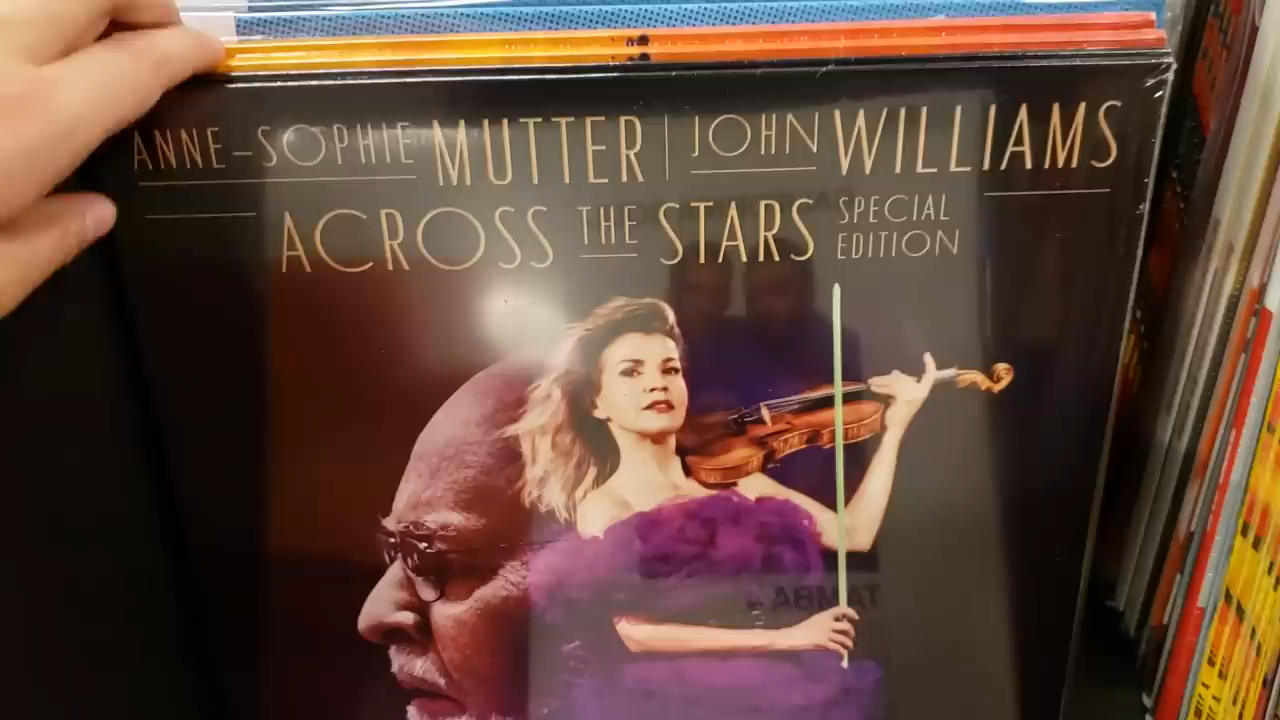 ANNE-SOPHIE MUTTER | JOHN WILLIAMS
ACROSS THE STARS SPECIAL
EDITION